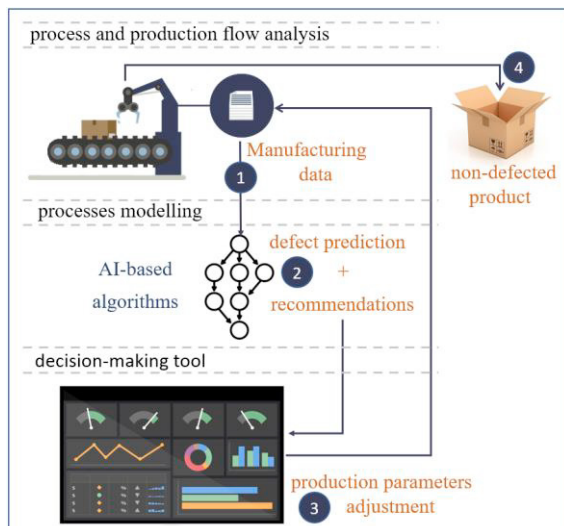 process and production flow analysis
4
Manufacturing
data
1
non-defected
product
processes modelling
AI-based
algorithms
defect prediction
2
+
recommendations
decision-making tool
production parameters
3
adjustment